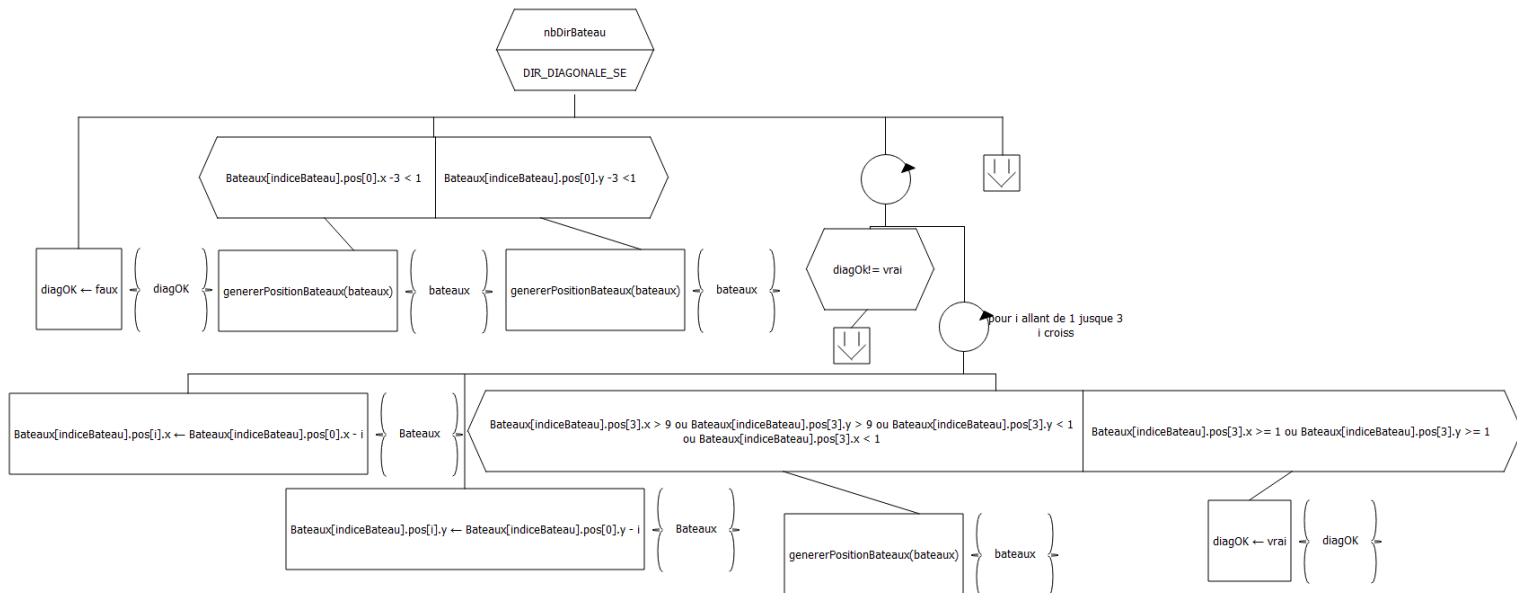 nbDirBateau
DIR_DIAGONALE_SE
Bateaux[indiceBateau].pos[0].x -3 < 1
Bateaux[indiceBateau].pos[0].y -3 <1
diagOK ← faux
diagOK
genererPositionBateaux(bateaux)
bateaux
genererPositionBateaux(bateaux)
bateaux
diagOk!= vrai
pour i allant de 1 jusque 3
i croiss
Bateaux[indiceBateau].pos[i].x ← Bateaux[indiceBateau].pos[0].x - i
Bateaux
Bateaux[indiceBateau].pos[3].x > 9 ou Bateaux[indiceBateau].pos[3].y > 9 ou Bateaux[indiceBateau].pos[3].y < 1
ou Bateaux[indiceBateau].pos[3].x < 1
Bateaux[indiceBateau].pos[3].x >= 1 ou Bateaux[indiceBateau].pos[3].y >= 1
Bateaux[indiceBateau].pos[i].y ← Bateaux[indiceBateau].pos[0].y - i
Bateaux
genererPositionBateaux(bateaux)
bateaux
diagOK ← vrai
diagOK